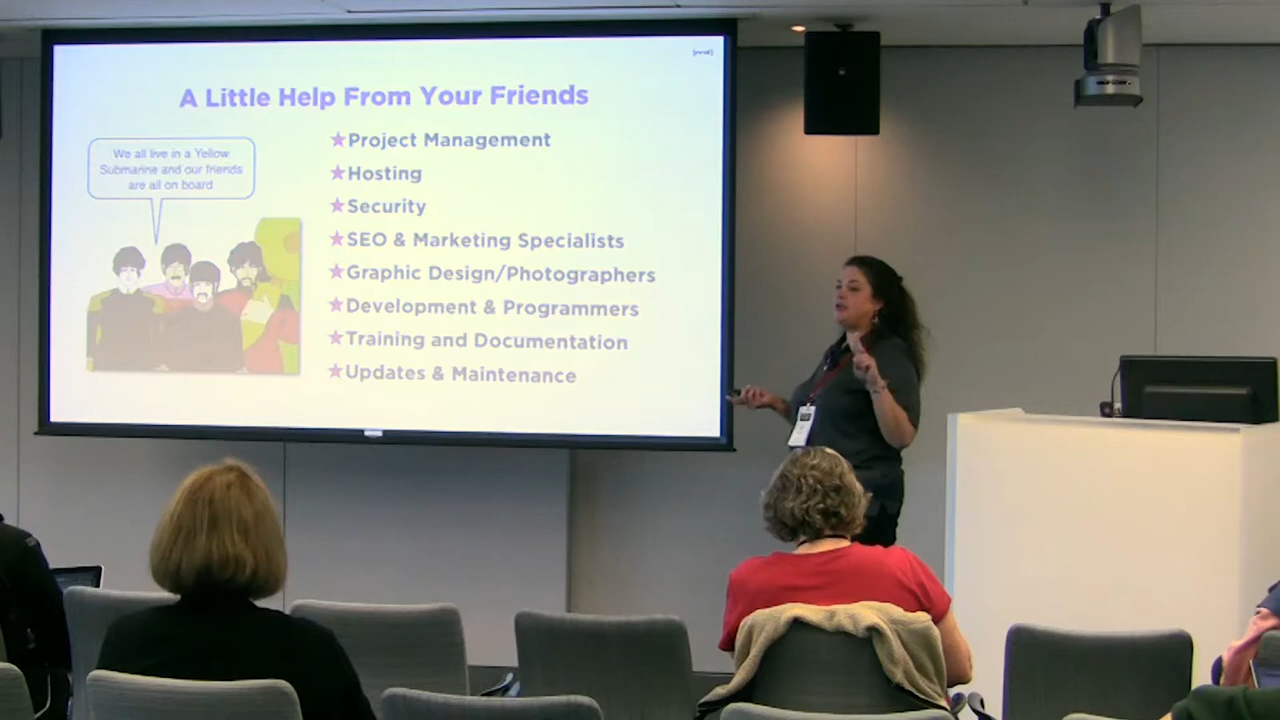 A Little Help From Your Friends
We all live in a Yellow
Submarine and our friends
are all on board
★Project Management
★Hosting
★Security
★SEO & Marketing Specialists
★Graphic Design/Photographers
★Development & Programmers
★Training and Documentation
★Updates & Maintenance